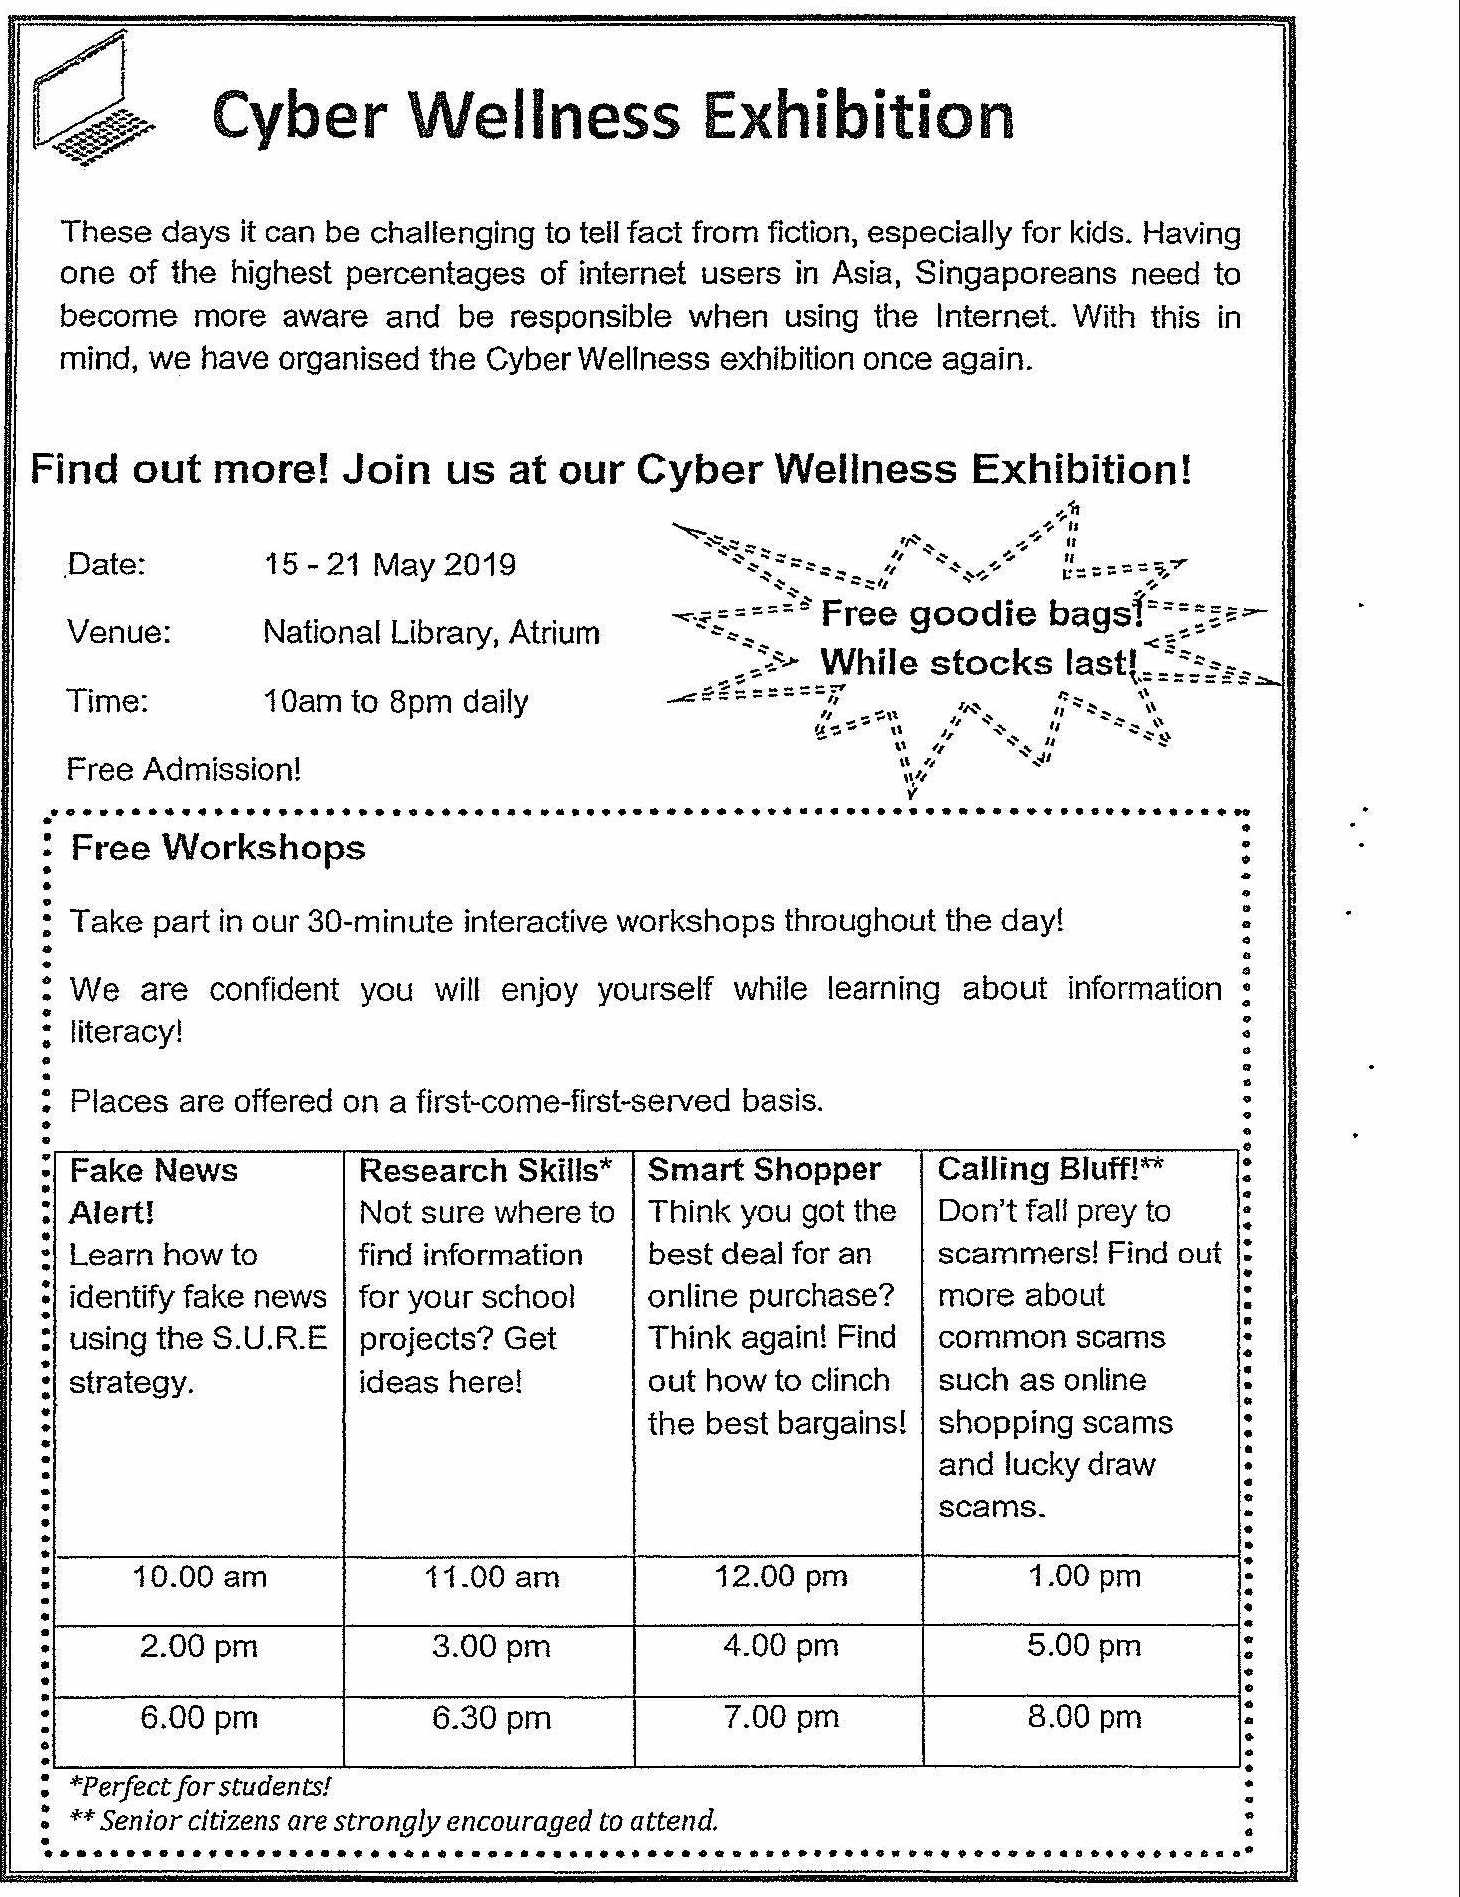 Cyber Wellness Exhibition
These days it can be challenging to tell fact from fiction, especially for kids. Having
one of the highest percentages of internet users in Asia, Singaporeans need to
become more aware and be responsible when using the Internet. With this in
mind, we have organised the Cyber Wellness exhibition once again.
Find out more! Join us at our Cyber Wellness Exhibition!
Date: 15 - 21 May 2019
Venue: National Library, Atrium
Time: 10am to 8pm daily
Free Admission!
Free goodie bags!
While stocks last!
Free Workshops
Take part in our 30-minute interactive workshops throughout the day!
We are confident you will enjoy yourself while learning about information
literacy!
Places are offered on a first-come-first-served basis.
Fake News
Alert!
Learn how to
identify fake news
using the S.U.R.E
strategy.
Research Skills*
Not sure where to
find information
for your school
projects? Get
ideas here!
Smart Shopper
Think you got the
best deal for an
online purchase?
Think again! Find
out how to clinch
the best bargains!
Calling Bluff!**
Don't fall prey to
scammers! Find out
more about
common scams
such as online
shopping scams
and lucky draw
scams.
10.00 am 11.00 am 12.00 pm 1.00 pm
2.00 pm 3.00 pm 4.00 pm 5.00 pm
6.00 pm 6.30 pm 7.00 pm 8.00 pm
*Perfect for students!
** Senior citizens are strongly encouraged to attend.